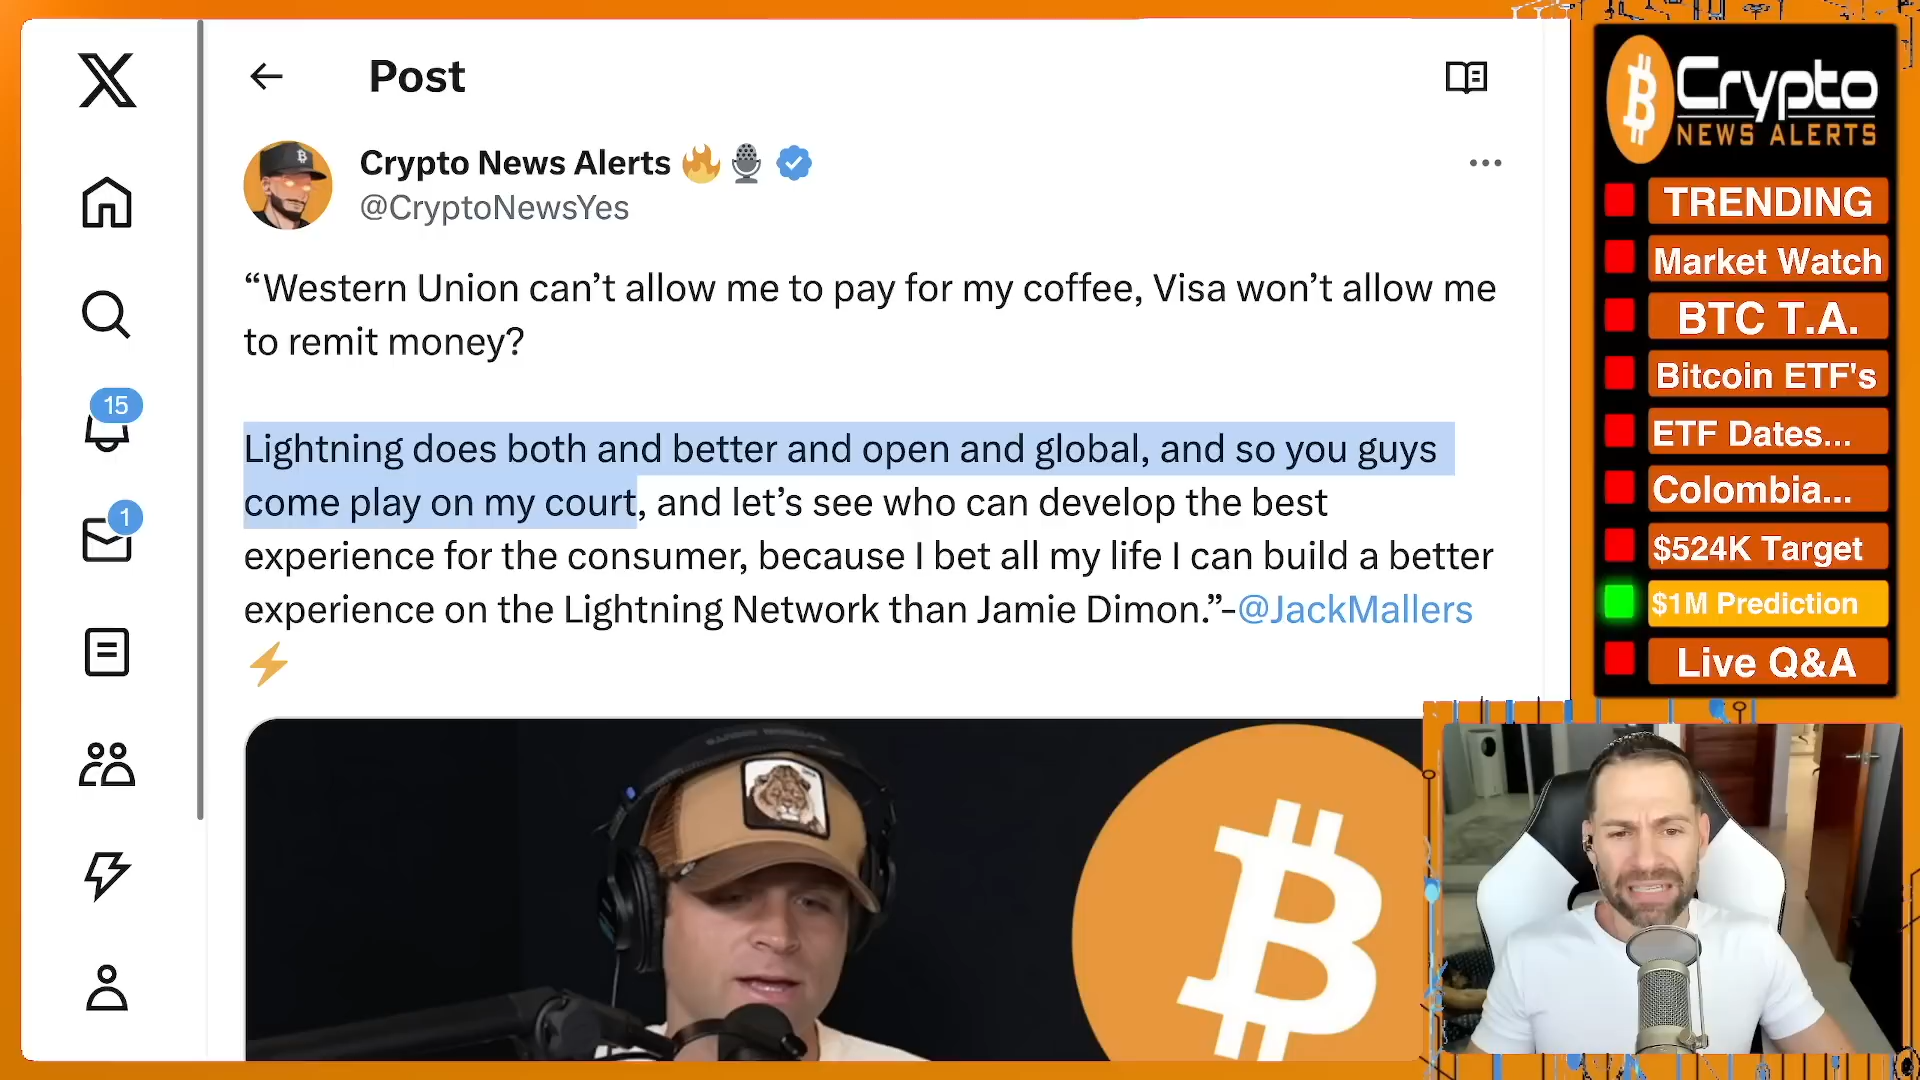 Post
Crypto News Alerts
@CryptoNewsYes
“Western Union can’t allow me to pay for my coffee, Visa won’t allow me
to remit money?
Lightning does both and better and open and global, and so you guys
come play on my court, and let’s see who can develop the best
experience for the consumer, because I bet all my life I can build a better
experience on the Lightning Network than Jamie Dimon.”-@JackMallers
15
1
Crypto
NEWS ALERTS
TRENDING
Market Watch
BTC T.A.
Bitcoin ETF's
ETF Dates...
Colombia...
$524K Target
$1M Prediction
Live Q&A